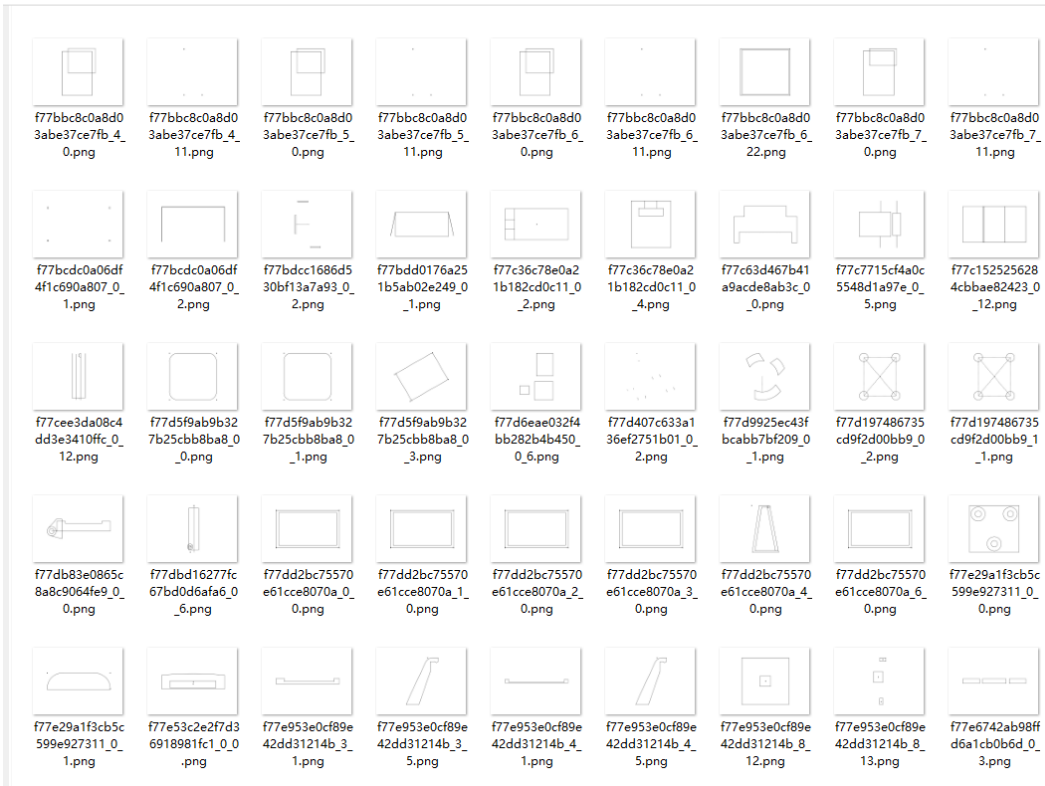 f77bbc8c0a8d0 f77bbc8c0a8d0 f77bbc8c0a8d0 f77bbc8c0a8d0 f77bbc8c0a8d0 f77bbc8c0a8d0 f77bbc8c0a8d0 f77bbc8c0a8d0 f77bbc8c0a8d0
3abe37ce7fb_4_ 3abe37ce7fb_4_ 3abe37ce7fb_5_ 3abe37ce7fb_5_ 3abe37ce7fb_6_ 3abe37ce7fb_6_ 3abe37ce7fb_6_ 3abe37ce7fb_7_ 3abe37ce7fb_7_
0.png 11.png 0.png 11.png 0.png 11.png 22.png 0.png 11.png
f77bcdc0a06df f77bcdc0a06df f77bdcc1686d5 f77bdd0176a25 f77c36c78e0a2 f77c36c78e0a2 f77c63d467b41 f77c7715cf4a0c f77c152525628
4f1c690a807_0_ 4f1c690a807_0_ 30bf13a7a93_0_ 1b5ab02e249_0 1b182cd0c11_0 1b182cd0c11_0 a9acde8ab3c_0 5548d1a97e_0_ 4cbbae82423_0
1.png 2.png 2.png _1.png _2.png _4.png _0.png 5.png _12.png
f77cee3da08c4 f77d5f9ab9b32 f77d5f9ab9b32 f77d5f9ab9b32 f77d6eae032f4 f77d407c633a1 f77d9925ec43f f77d197486735 f77d197486735
dd3e3410ffc_0_ 7b25cbb8ba8_0 7b25cbb8ba8_0 7b25cbb8ba8_0 bb282b4b450_ 36ef2751b01_0_ bcabb7bf209_0 cd9f2d00bb9_0 cd9f2d00bb9_1
12.png _0.png _1.png _3.png 0_6.png 2.png _1.png _2.png _1.png
f77db83e0865c f77dbd16277fc f77dd2bc75570 f77dd2bc75570 f77dd2bc75570 f77dd2bc75570 f77dd2bc75570 f77dd2bc75570 f77e29a1f3cb5c
8a8c9064fe9_0_ 67bd0d6afa6_0 e61cce8070a_0_ e61cce8070a_1_ e61cce8070a_2_ e61cce8070a_3_ e61cce8070a_4_ e61cce8070a_6_ 599e927311_0_
0.png _6.png 0.png 0.png 0.png 0.png 0.png 0.png 0.png
f77e29a1f3cb5c f77e53c2e2f7d3 f77e953e0cf89e f77e953e0cf89e f77e953e0cf89e f77e953e0cf89e f77e953e0cf89e f77e953e0cf89e f77e6742ab98ff
599e927311_0_ 6918981fc1_0_0 42dd31214b_3_ 42dd31214b_3_ 42dd31214b_4_ 42dd31214b_4_ 42dd31214b_8_ 42dd31214b_8_ d6a1cb0b6d_0_
1.png .png 1.png 5.png 1.png 5.png 12.png 13.png 3.png